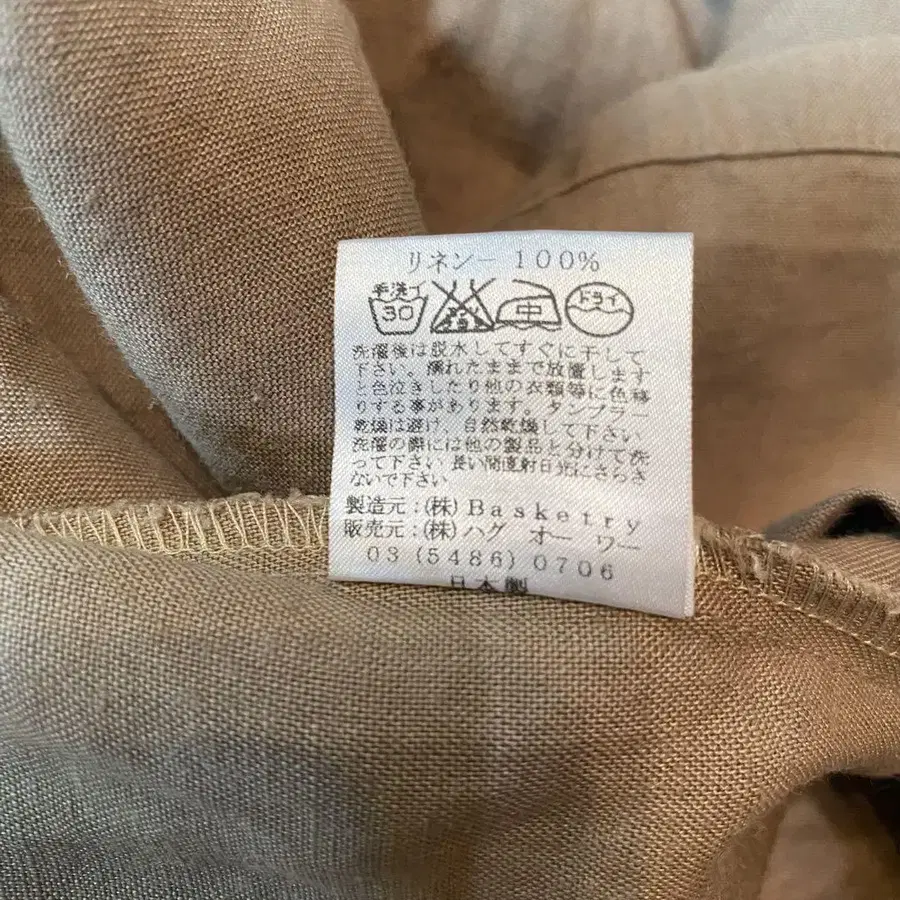 リネン- 100%
手洗イ 30 中 ドライ
洗濯後は脱水してすぐに干して
下さい。濡れたままで放置します
と色泣きしたり他の衣類等に色移
りする事があります。タンブラー
乾燥は避け、自然乾燥して下さい
洗濯の際には他の製品と分けて洗
って下さい 長い間直射日光にさらさ
ないで下さい
製造元:(株)Basketry
販売元:(株)ハグ オー ワー
03(5486)0706
日本製